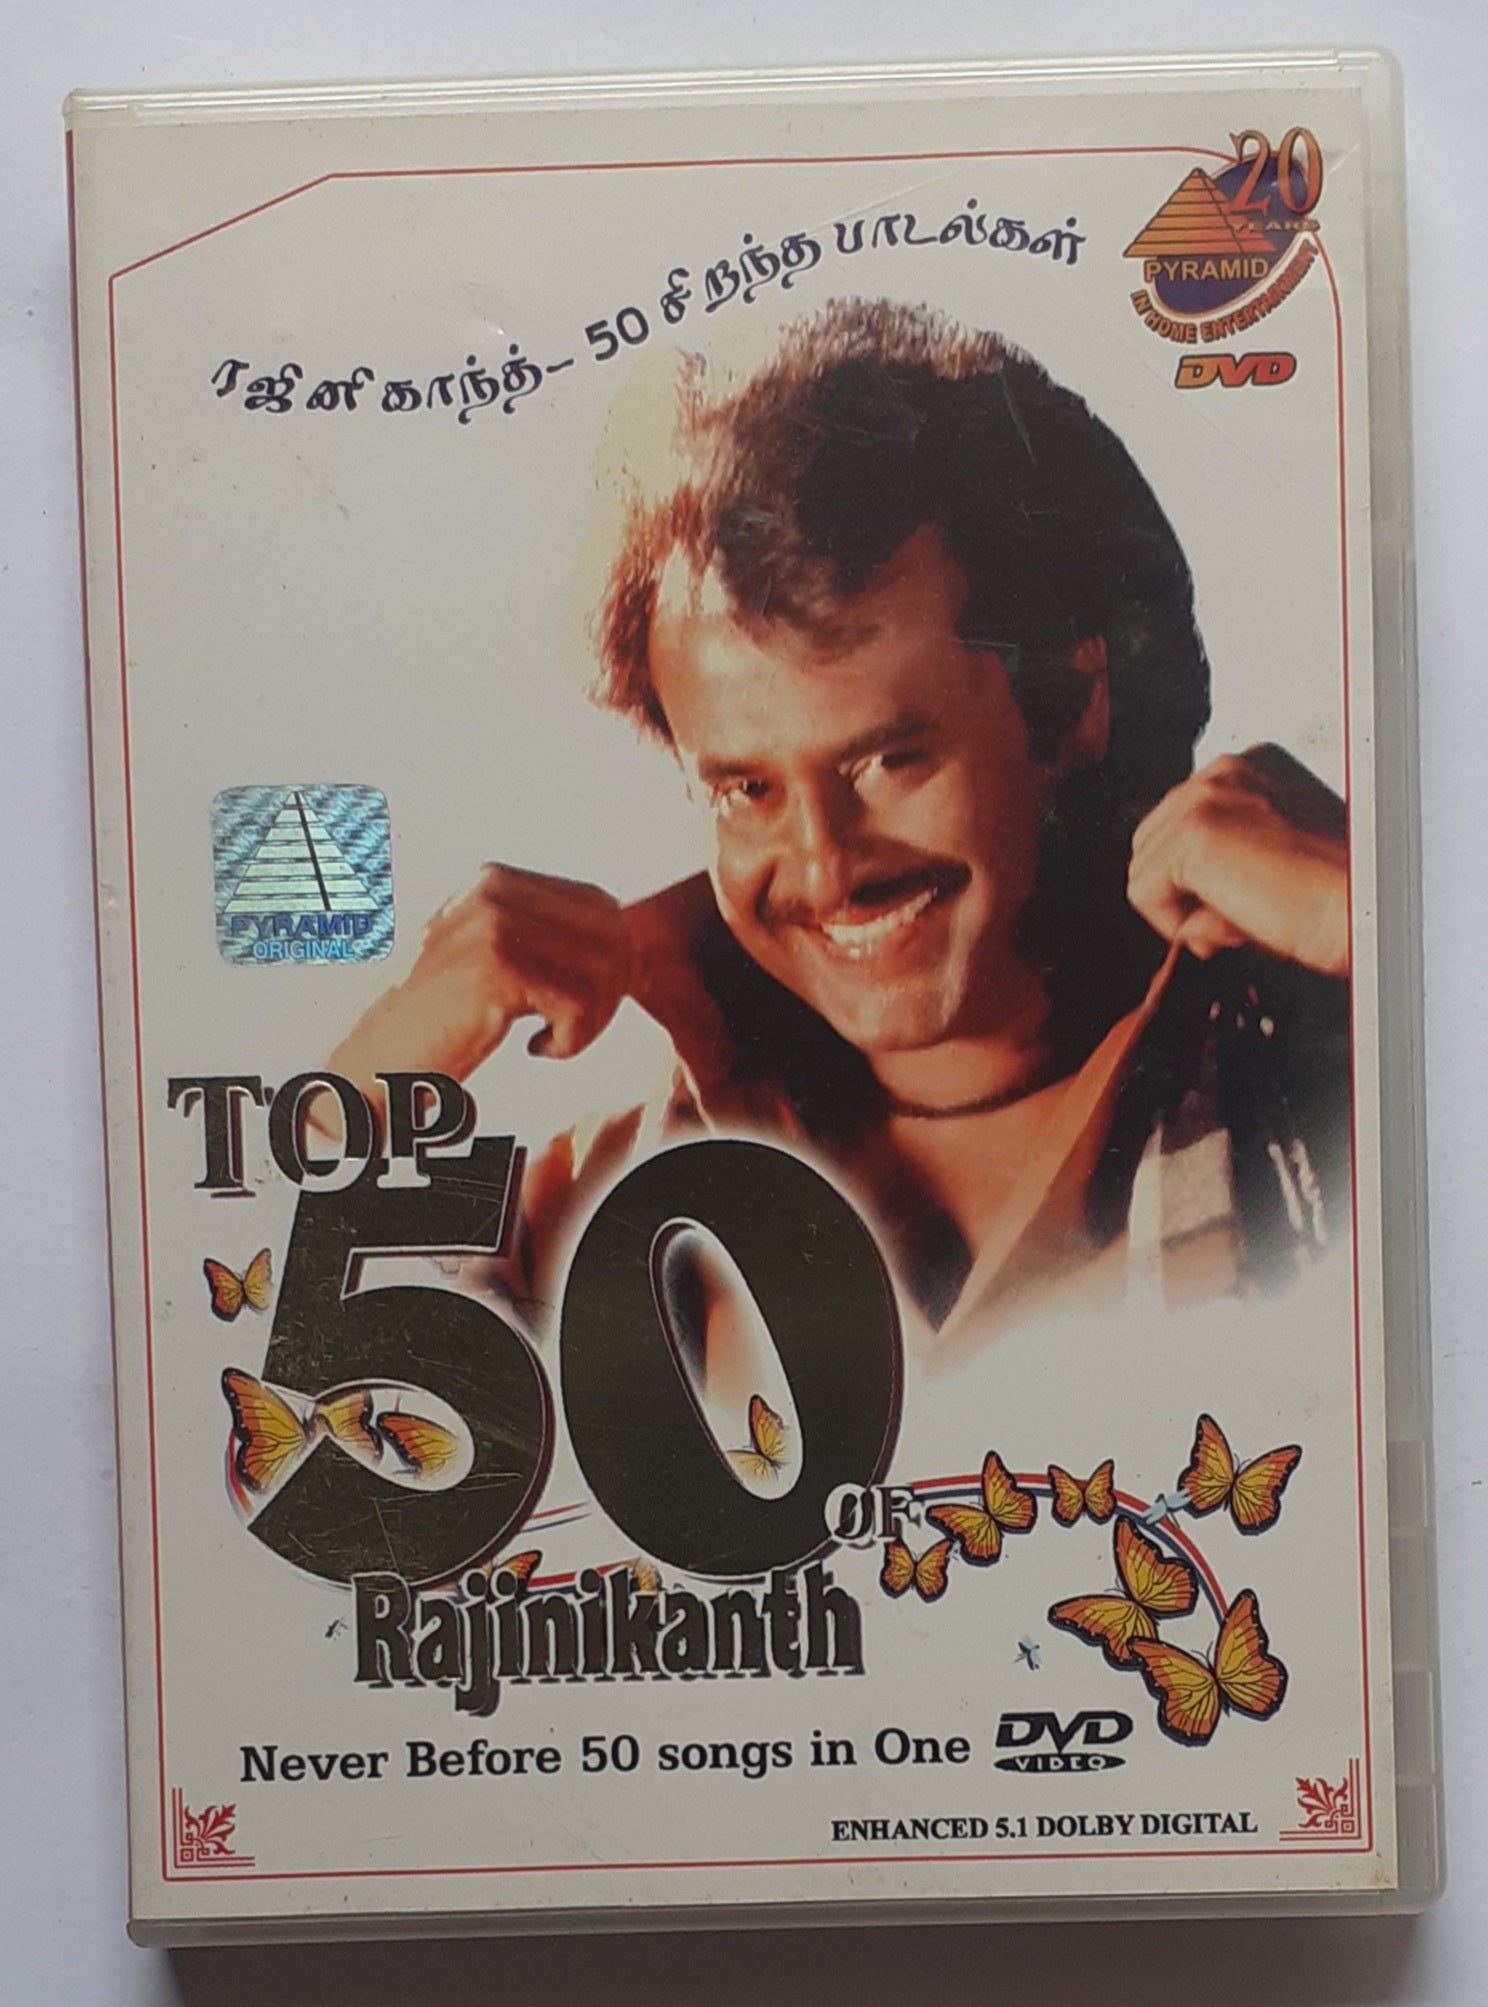 ரஜினிகாந்த் - 50 சிறந்த பாடல்கள்
20
YEARS
PYRAMID
IN HOME ENTERTAINMENT
DVD
PYRAMID
ORIGINAL
TOP
50
OF
Rajinikanth
Never Before 50 songs in One DVD
VIDEO
ENHANCED 5.1 DOLBY DIGITAL